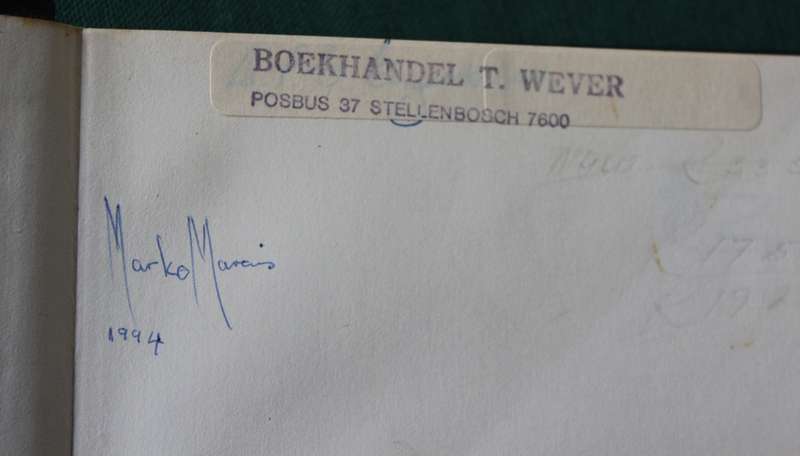 BOEKHANDEL T. WEVER
POSBUS 37 STELLENBOSCH 7600
Marko Marais
1994